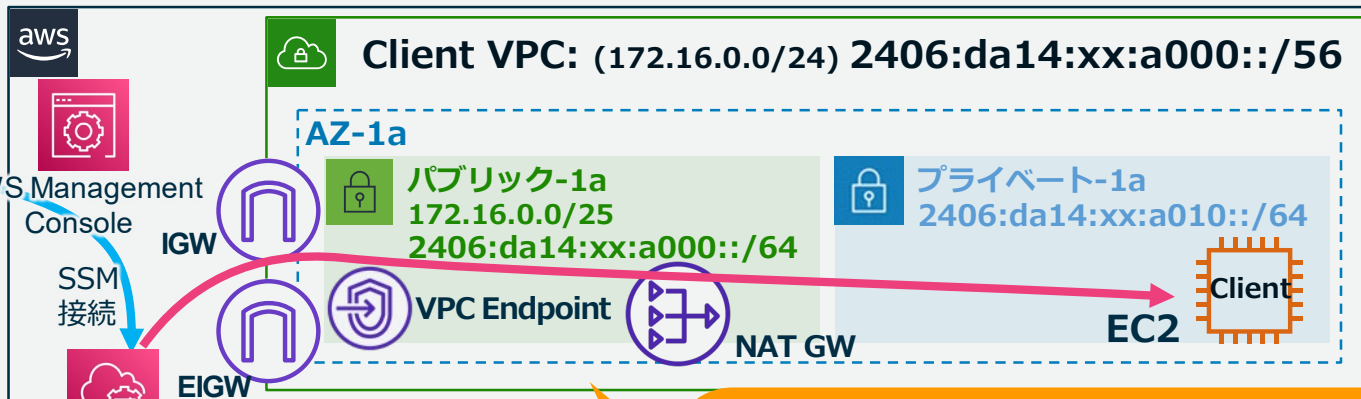 aws
Client VPC: (172.16.0.0/24) 2406:da14:xx:a000::/56
AZ-1a
パブリック-1a
172.16.0.0/25
2406:da14:xx:a000::/64
プライベート-1a
2406:da14:xx:a010::/64
S Management
Console
IGW
SSM
接続
VPC Endpoint
NAT GW
EC2
Client
EIGW